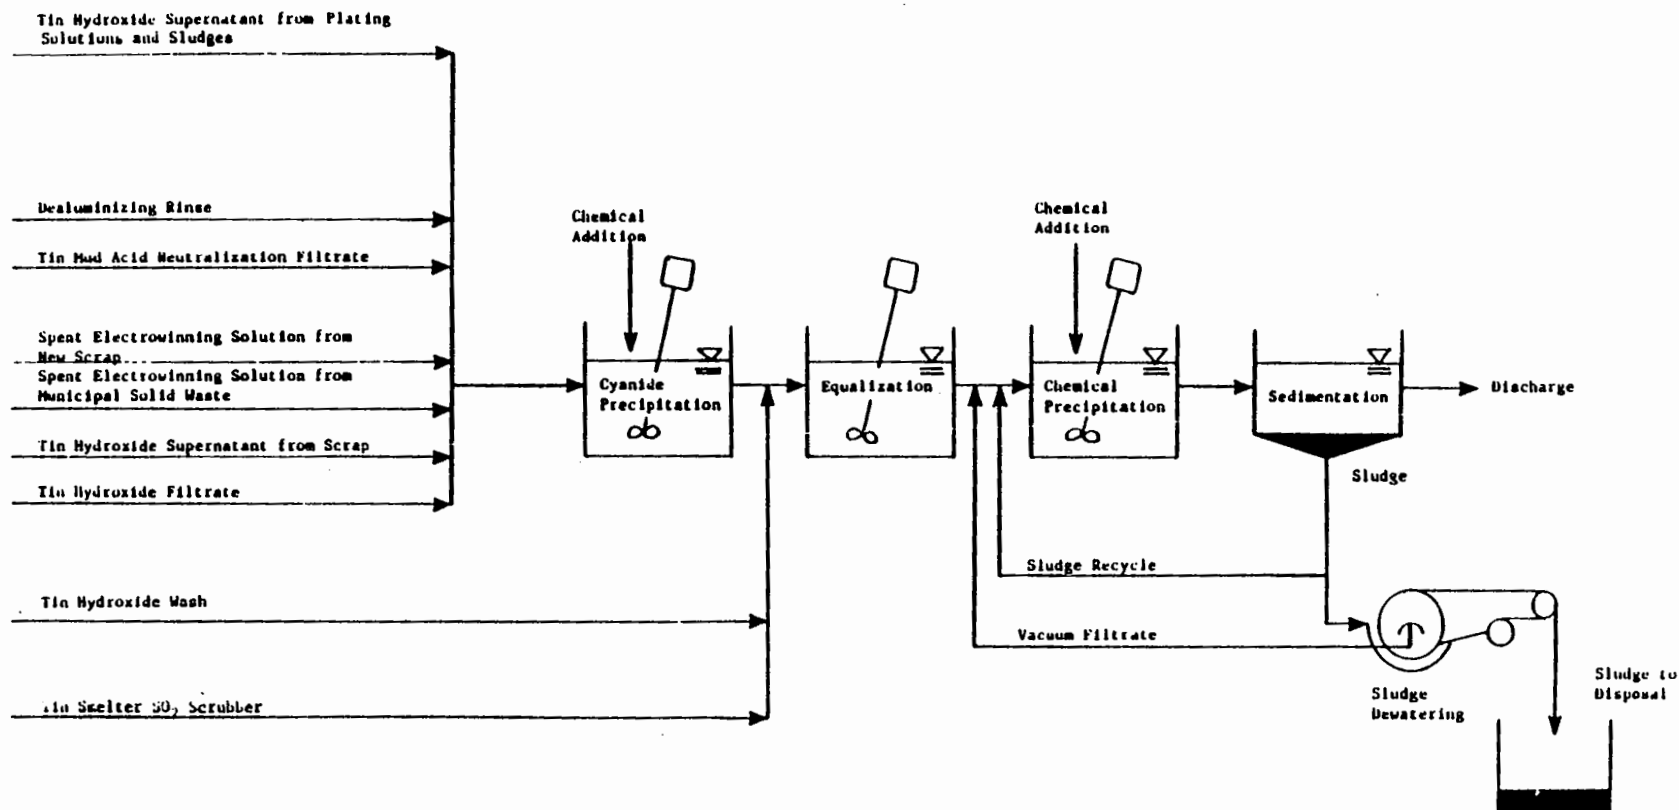 Tin Hydroxide Supernatant from Plating
Solutions and Sludges
Dealuminizing Rinse
Tin Mud Acid Neutralization Filtrate
Spent Electrowinning Solution from
New Scrap
Spent Electrowinning Solution from
Municipal Solid Waste
Tin Hydroxide Supernatant from Scrap
Tin Hydroxide Filtrate
Tin Hydroxide Wash
Tin Smelter SO₂ Scrubber
Chemical
Addition
Cyanide
Precipitation
Equalization
Chemical
Addition
Chemical
Precipitation
Sedimentation
Discharge
Sludge
Sludge Recycle
Vacuum Filtrate
Sludge
Dewatering
Sludge to
Disposal